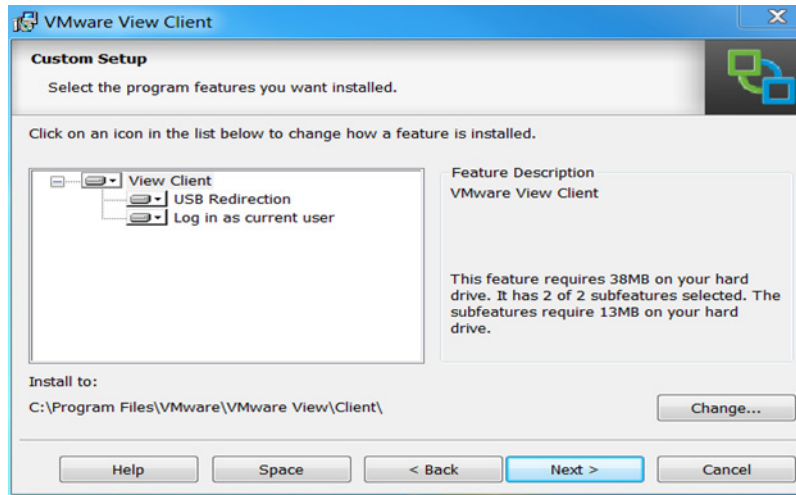 VMware View Client
Custom Setup
Select the program features you want installed.
Click on an icon in the list below to change how a feature is installed.
View Client
USB Redirection
Log in as current user
Feature Description
VMware View Client
This feature requires 38MB on your hard
drive. It has 2 of 2 subfeatures selected. The
subfeatures require 13MB on your hard
drive.
Install to:
C:\Program Files\VMware\VMware View\Client\
Change...
Help
Space
< Back
Next >
Cancel